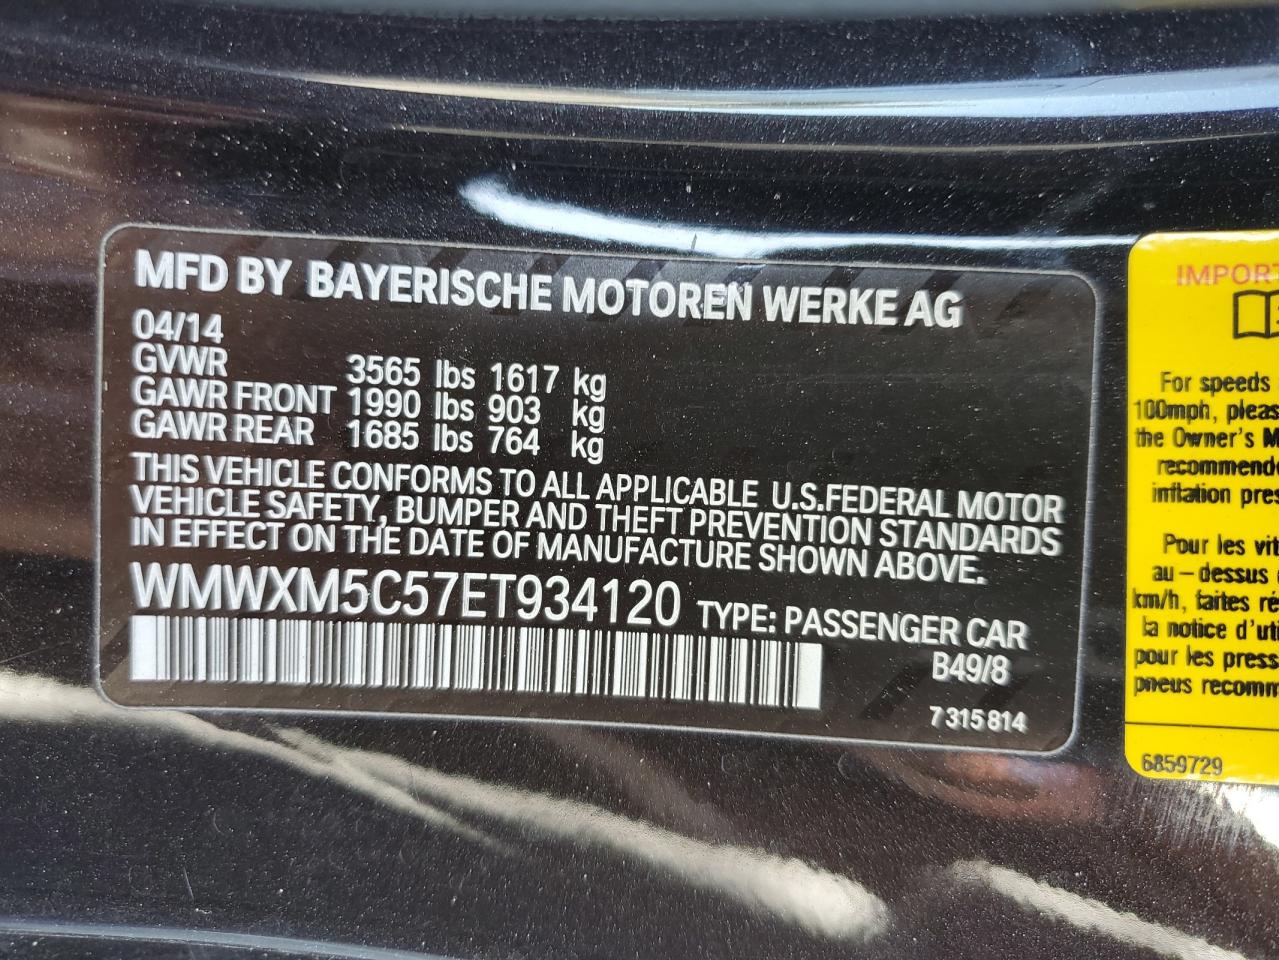 MFD BY BAYERISCHE MOTOREN WERKE AG
04/14
GVWR 3565 lbs 1617 kg
GAWR FRONT 1990 lbs 903 kg
GAWR REAR 1685 lbs 764 kg
THIS VEHICLE CONFORMS TO ALL APPLICABLE U.S.FEDERAL MOTOR
VEHICLE SAFETY, BUMPER AND THEFT PREVENTION STANDARDS
IN EFFECT ON THE DATE OF MANUFACTURE SHOWN ABOVE.
WMWXM5C57ET934120 TYPE: PASSENGER CAR
B49/8
7 315 814
IMPORT
For speeds
100mph, pleas
the Owner's M
recommende
inflation pres
Pour les vit
au-dessus
km/h, faites ré
la notice d'uti
pour les press
pneus recomm
6859729